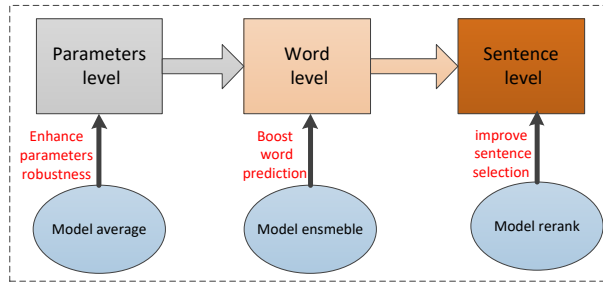 Parameters
level
Word
level
Sentence
level
Enhance
parameters
robustness
Boost
word
prediction
improve
sentence
selection
Model average
Model ensmeble
Model rerank